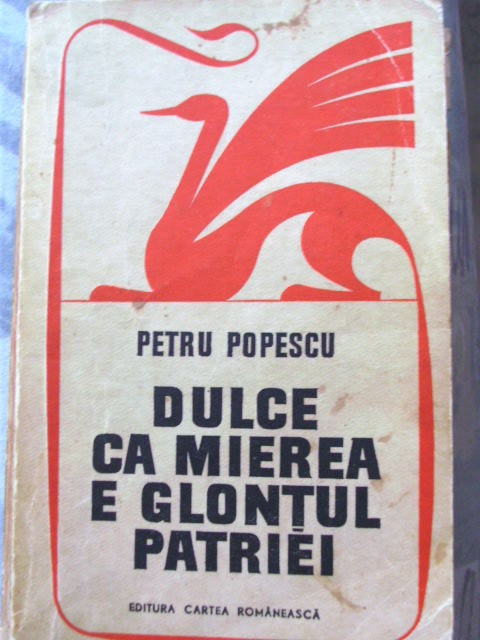 PETRU POPESCU
DULCE
CA MIEREA
E GLONȚUL
PATRIEI
EDITURA CARTEA ROMÂNEASCĂ